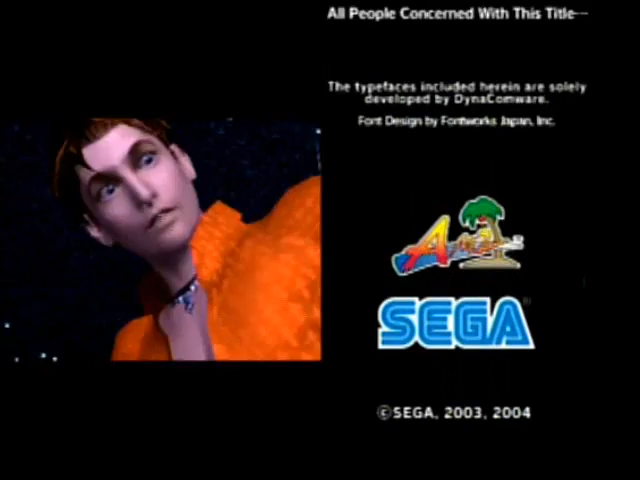 All People Concerned With This Title—
The typefaces included herein are solely
developed by DynaComware.
Font Design by Fontworks Japan, Inc.
SEGA
©SEGA, 2003, 2004